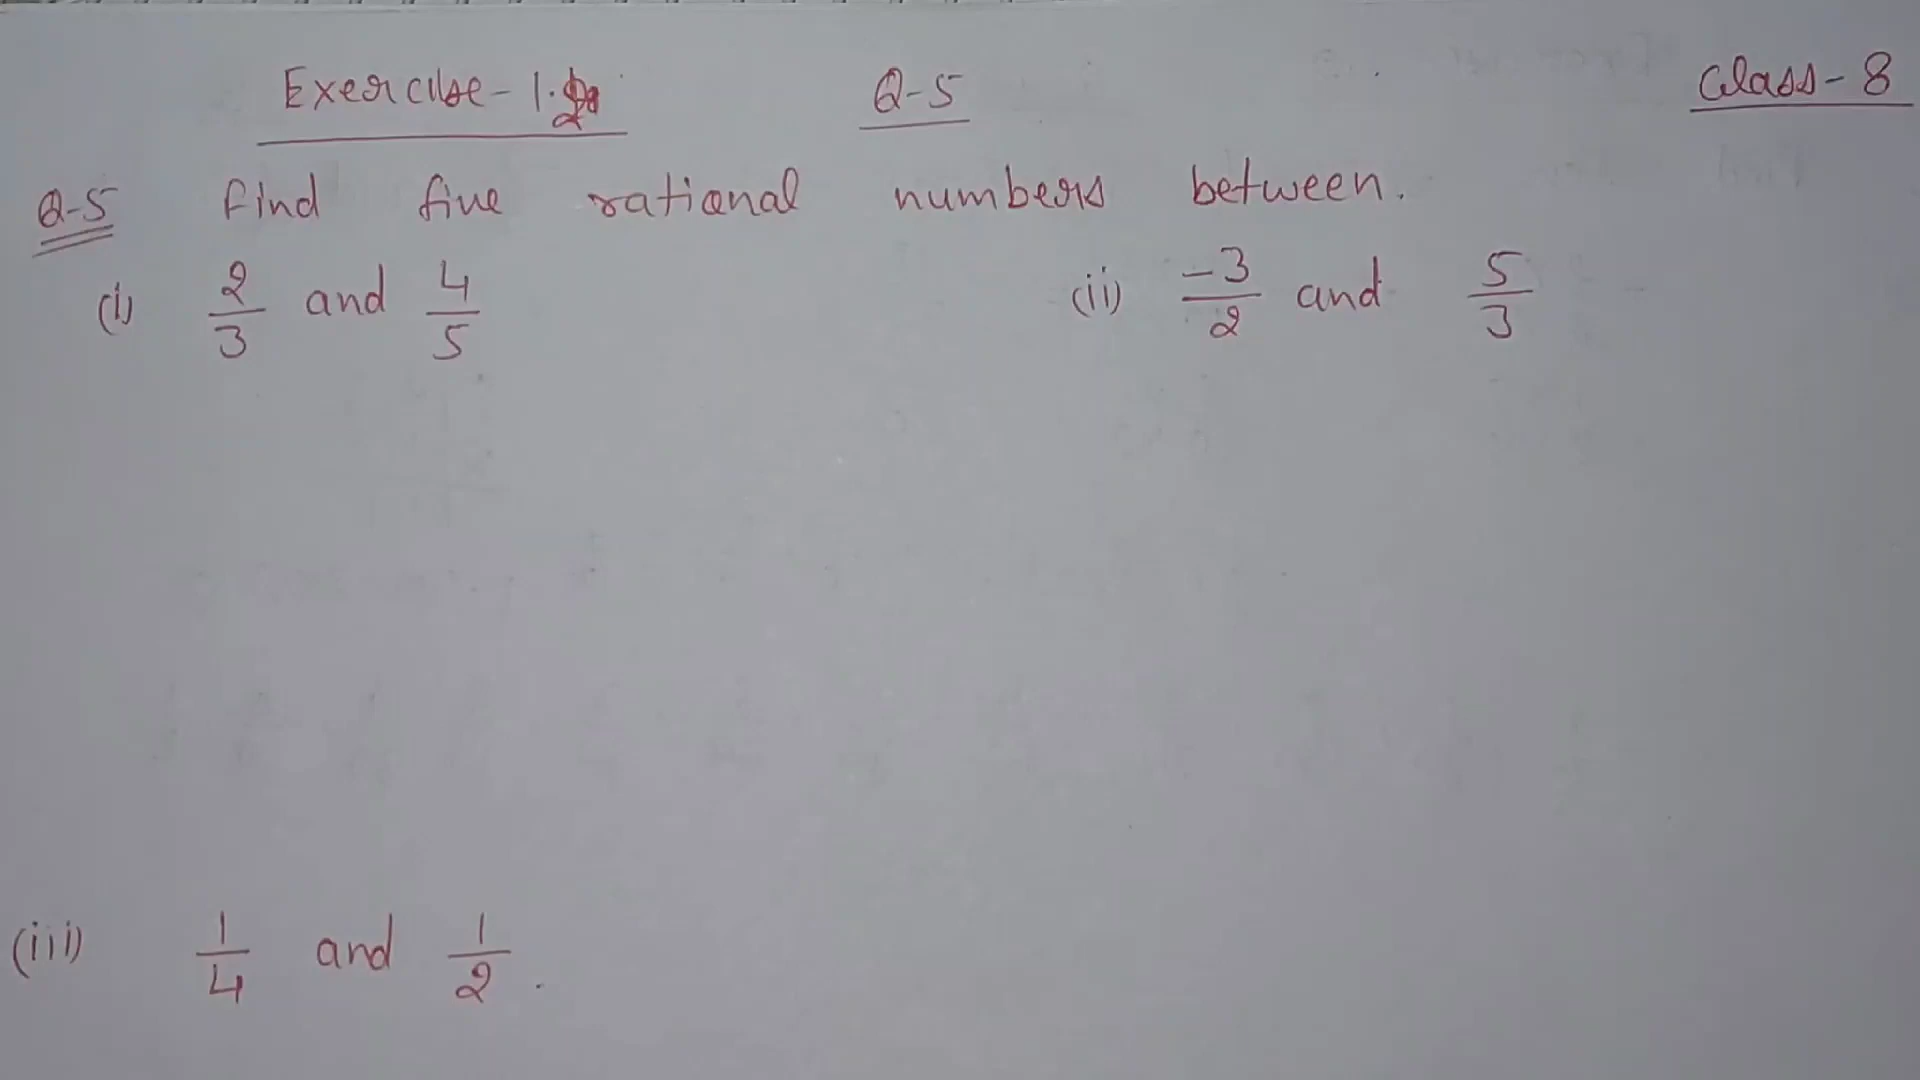 Exercise - 1.2 Q-5 Class - 8
Q-5 find five rational numbers between.
(i) 2/3 and 4/5 (ii) -3/2 and 5/3
(iii) 1/4 and 1/2.